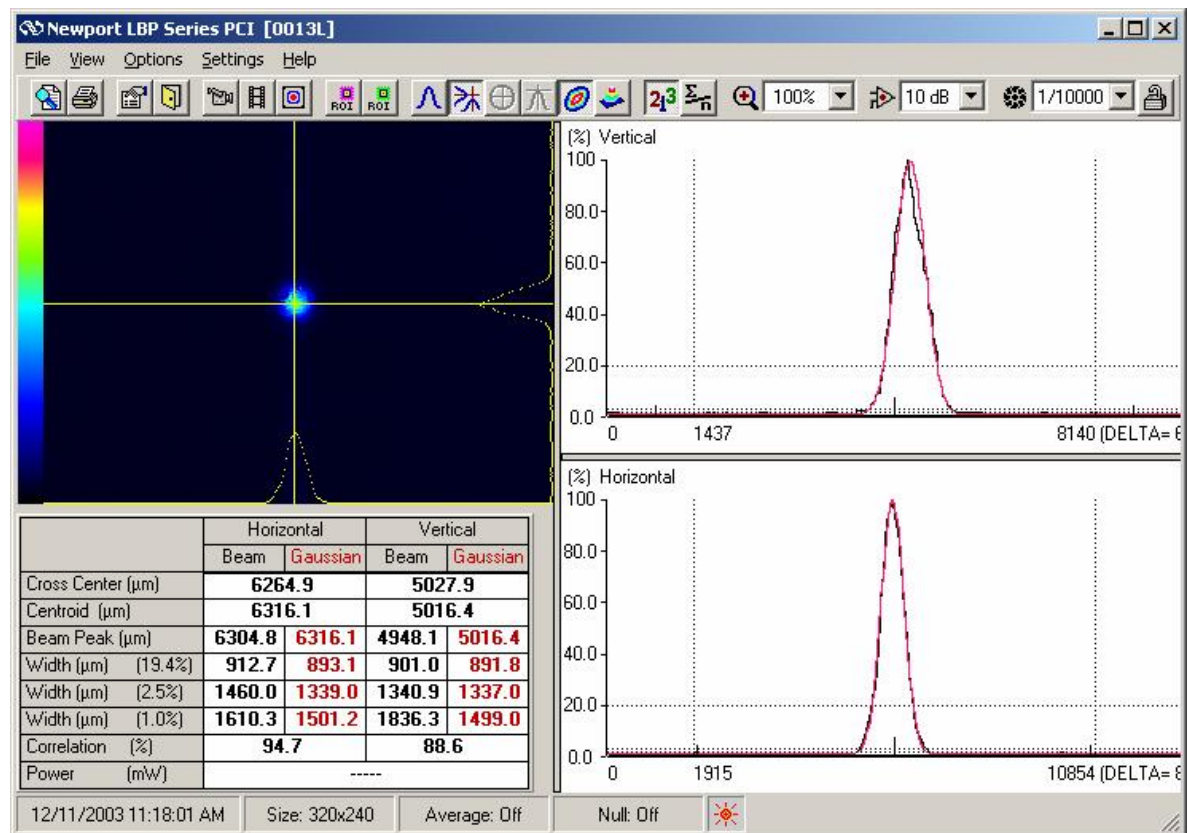 Newport LBP Series PCI [0013L]
File View Options Settings Help
ROI ROI 2₁3 Σn 100% 10 dB 1/10000
(%) Vertical
100
80.0
60.0
40.0
20.0
0.0
0 1437 8140 (DELTA= 6
(%) Horizontal
100
80.0
60.0
40.0
20.0
0.0
0 1915 10854 (DELTA= 8
Horizontal Vertical
Beam Gaussian Beam Gaussian
Cross Center (µm) 6264.9 5027.9
Centroid (µm) 6316.1 5016.4
Beam Peak (µm) 6304.8 6316.1 4948.1 5016.4
Width (µm) (19.4%) 912.7 893.1 901.0 891.8
Width (µm) (2.5%) 1460.0 1339.0 1340.9 1337.0
Width (µm) (1.0%) 1610.3 1501.2 1836.3 1499.0
Correlation (%) 94.7 88.6
Power (mW) -----
12/11/2003 11:18:01 AM Size: 320x240 Average: Off Null: Off